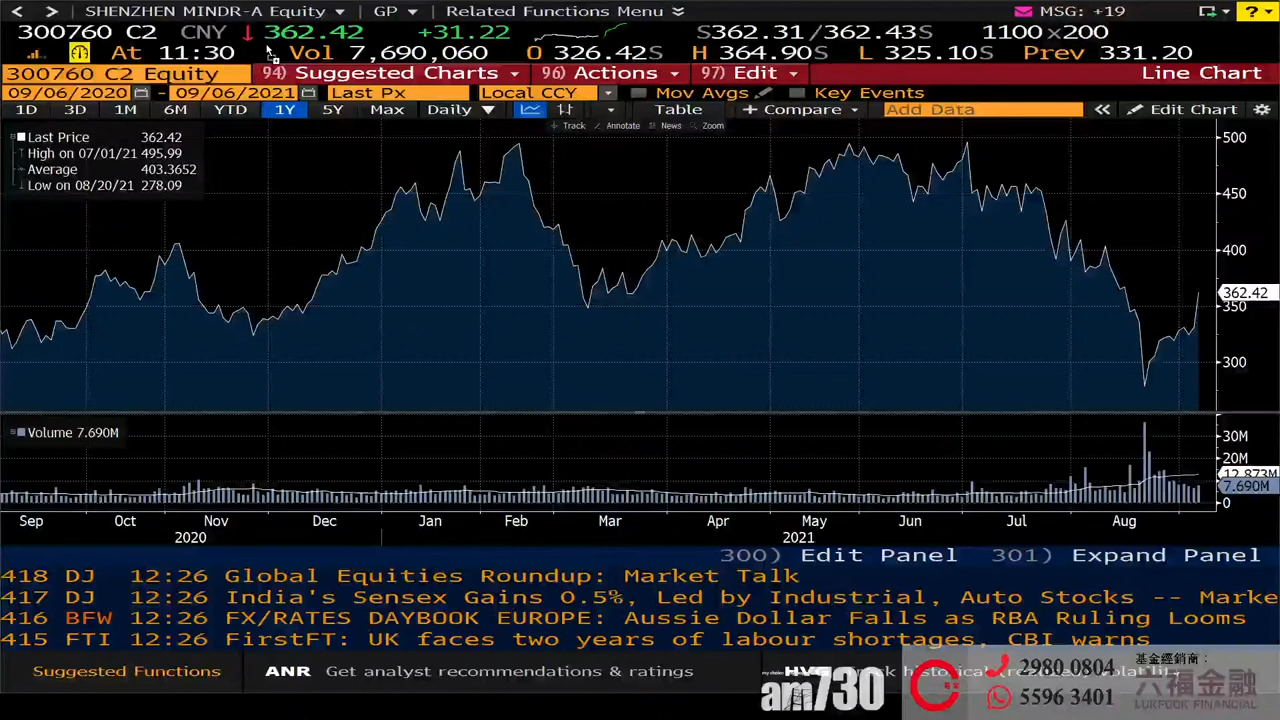 SHENZHEN MINDR-A Equity GP Related Functions Menu MSG: +19 ?
300760 C2 CNY 362.42 +31.22 S362.31/362.43S 1100×200
At 11:30 Vol 7,690,060 O 326.42S H 364.90S L 325.10S Prev 331.20
300760 C2 Equity 94) Suggested Charts 96) Actions 97) Edit Line Chart
09/06/2020 - 09/06/2021 Last Px Local CCY Mov Avgs Key Events
1D 3D 1M 6M YTD 1Y 5Y Max Daily Table + Compare Add Data « Edit Chart
Track Annotate News Zoom
Last Price 362.42
High on 07/01/21 495.99
Average 403.3652
Low on 08/20/21 278.09
500
450
400
362.42
350
300
Volume 7.690M
30M
20M
12.873M
7.690M
0
Sep Oct Nov Dec Jan Feb Mar Apr May Jun Jul Aug
2020 2021
300) Edit Panel 301) Expand Panel
418 DJ 12:26 Global Equities Roundup: Market Talk
417 DJ 12:26 India's Sensex Gains 0.5%, Led by Industrial, Auto Stocks -- Marke
416 BFW 12:26 FX/RATES DAYBOOK EUROPE: Aussie Dollar Falls as RBA Ruling Looms
415 FTI 12:26 FirstFT: UK faces two years of labour shortages, CBI warns
Suggested Functions ANR Get analyst recommendations & ratings HVG
am730
2980 0804
5596 3401
基金經銷商：
六福金融
LUKFOOK FINANCIAL